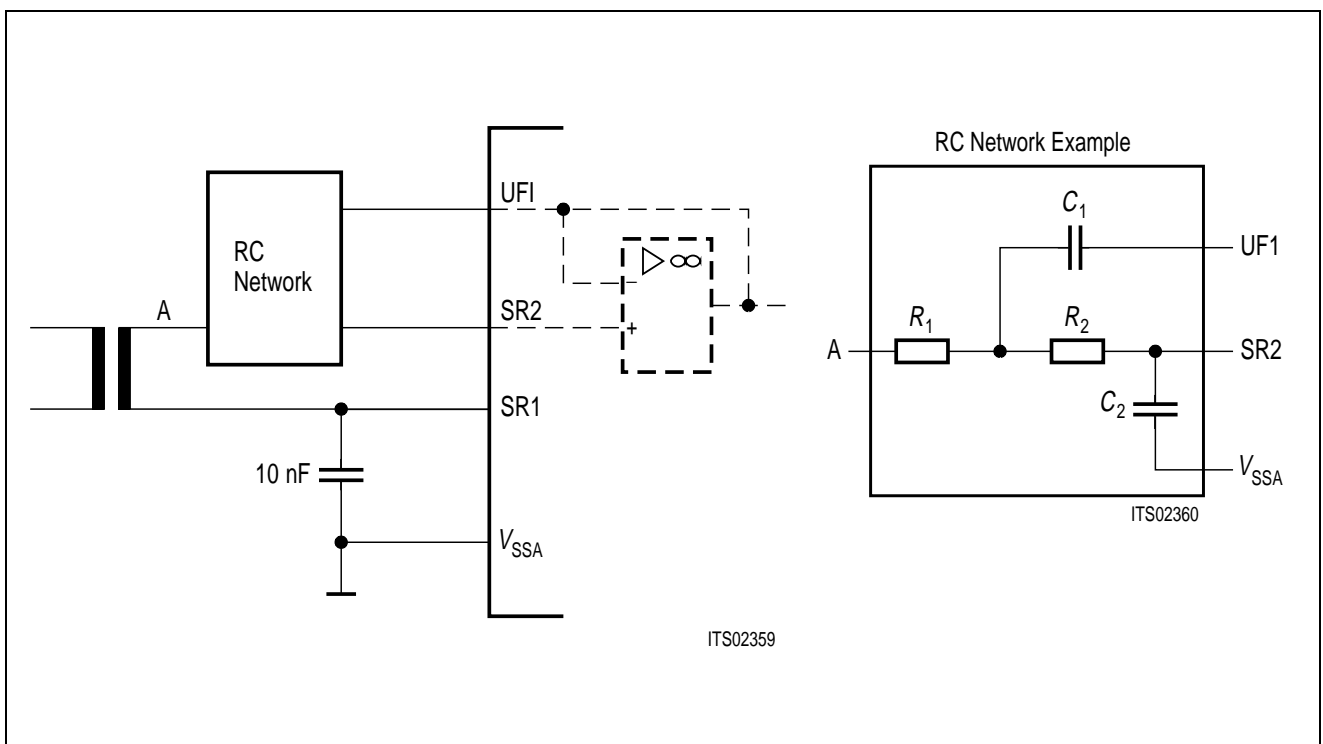 RC Network Example
UFI
C1
UF1
RC
Network
▷ ∞
−
A
SR2
+
R1
R2
A
SR2
SR1
C2
10 nF
VSSA
ITS02360
VSSA
ITS02359